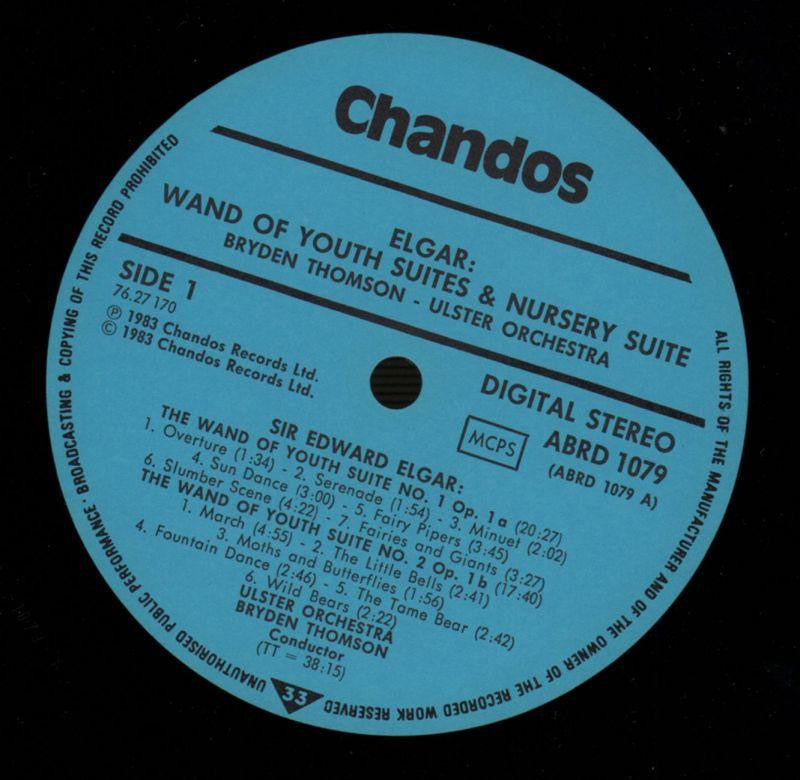 Chandos
ELGAR:
WAND OF YOUTH SUITES & NURSERY SUITE
BRYDEN THOMSON - ULSTER ORCHESTRA
SIDE 1
76.27170
Ⓟ 1983 Chandos Records Ltd.
© 1983 Chandos Records Ltd.
DIGITAL STEREO
MCPS
ABRD 1079
(ABRD 1079 A)
SIR EDWARD ELGAR:
THE WAND OF YOUTH SUITE NO. 1 Op. 1a (20:27)
1. Overture (1:34) - 2. Serenade (1:54) - 3. Minuet (2:02)
4. Sun Dance (3:00) - 5. Fairy Pipers (3:45)
6. Slumber Scene (4:22) - 7. Fairies and Giants (3:27)
THE WAND OF YOUTH SUITE NO. 2 Op. 1b (17:40)
1. March (4:55) - 2. The Little Bells (2:41)
3. Moths and Butterflies (1:56)
4. Fountain Dance (2:46) - 5. The Tame Bear (2:42)
6. Wild Bears (2:22)
ULSTER ORCHESTRA
BRYDEN THOMSON
Conductor
(TT = 38:15)
33
ALL RIGHTS OF THE MANUFACTURER AND OF THE OWNER OF THE RECORDED WORK RESERVED
UNAUTHORISED PUBLIC PERFORMANCE · BROADCASTING & COPYING OF THIS RECORD PROHIBITED